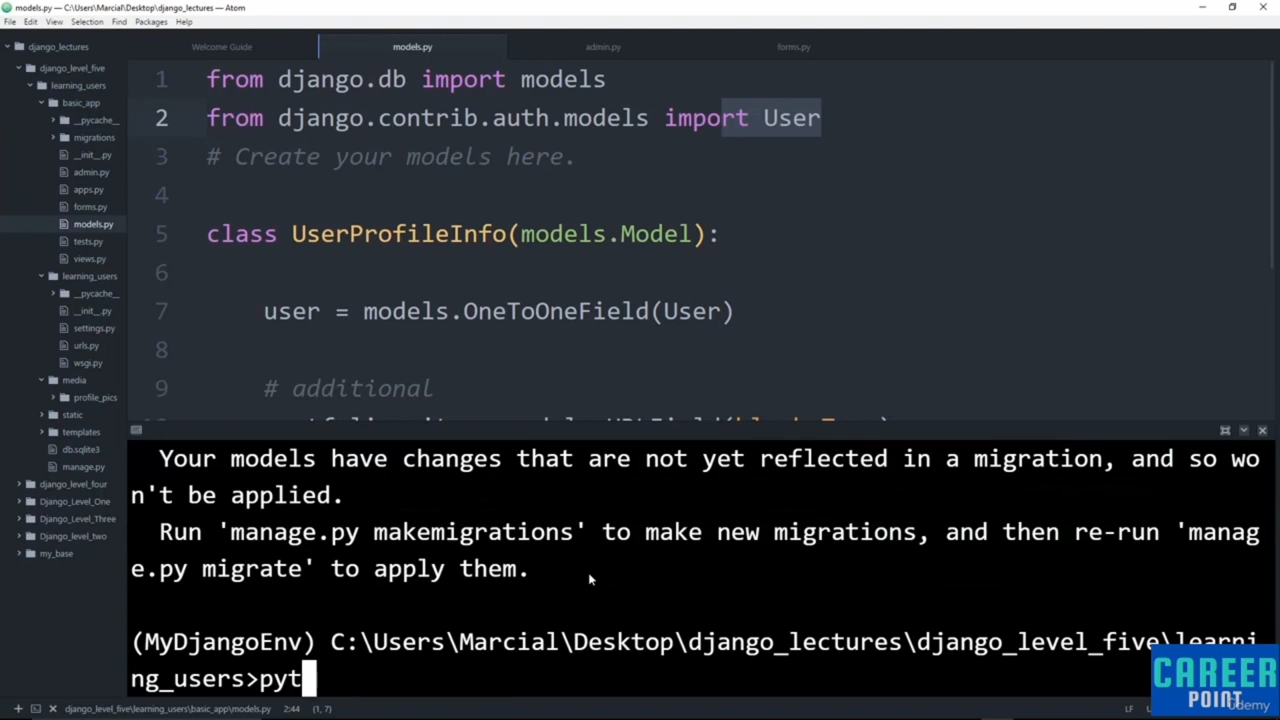 models.py — C:\Users\Marcial\Desktop\django_lectures — Atom
File Edit View Selection Find Packages Help
django_lectures
Welcome Guide
models.py
admin.py
forms.py
django_level_five
learning_users
basic_app
__pycache__
migrations
__init__.py
admin.py
apps.py
forms.py
models.py
tests.py
views.py
learning_users
__pycache__
__init__.py
settings.py
urls.py
wsgi.py
media
profile_pics
static
templates
db.sqlite3
manage.py
django_level_four
Django_Level_One
Django_Level_Three
Django_level_two
my_base
1 from django.db import models
2 from django.contrib.auth.models import User
3 # Create your models here.
4
5 class UserProfileInfo(models.Model):
6
7 user = models.OneToOneField(User)
8
9 # additional
Your models have changes that are not yet reflected in a migration, and so wo
n't be applied.
Run 'manage.py makemigrations' to make new migrations, and then re-run 'manag
e.py migrate' to apply them.
(MyDjangoEnv) C:\Users\Marcial\Desktop\django_lectures\django_level_five\learni
ng_users>pyt
CAREER
POINT
Udemy
django_level_five\learning_users\basic_app\models.py 2:44 (1, 7)
LF